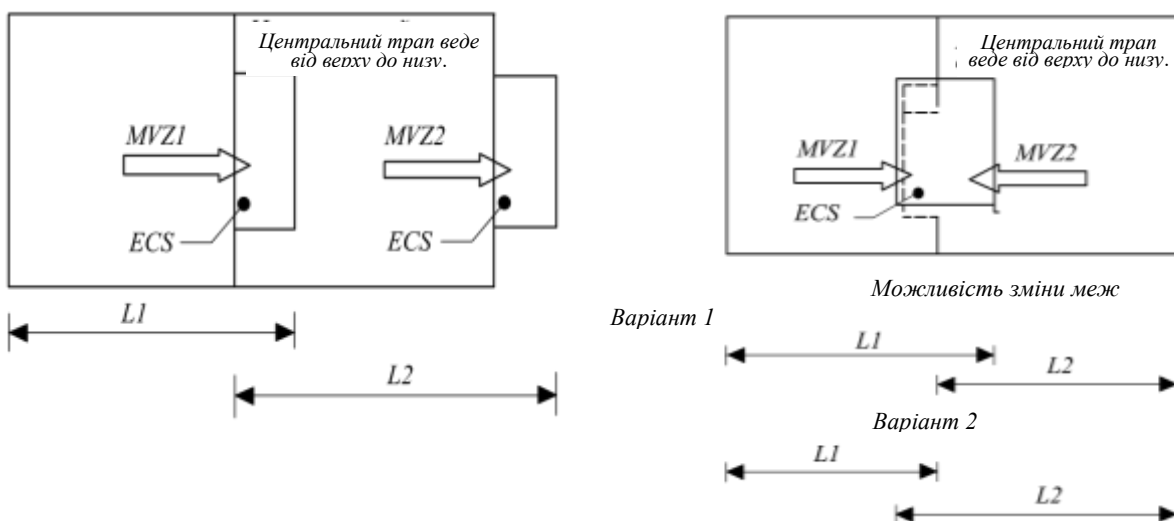 Центральний трап веде
від верху до низу.
MVZ1
MVZ2
ECS
ECS
L1
L2
Центральний трап
веде від верху до низу.
MVZ1
MVZ2
ECS
Можливість зміни меж
Варіант 1
L1
L2
Варіант 2
L1
L2